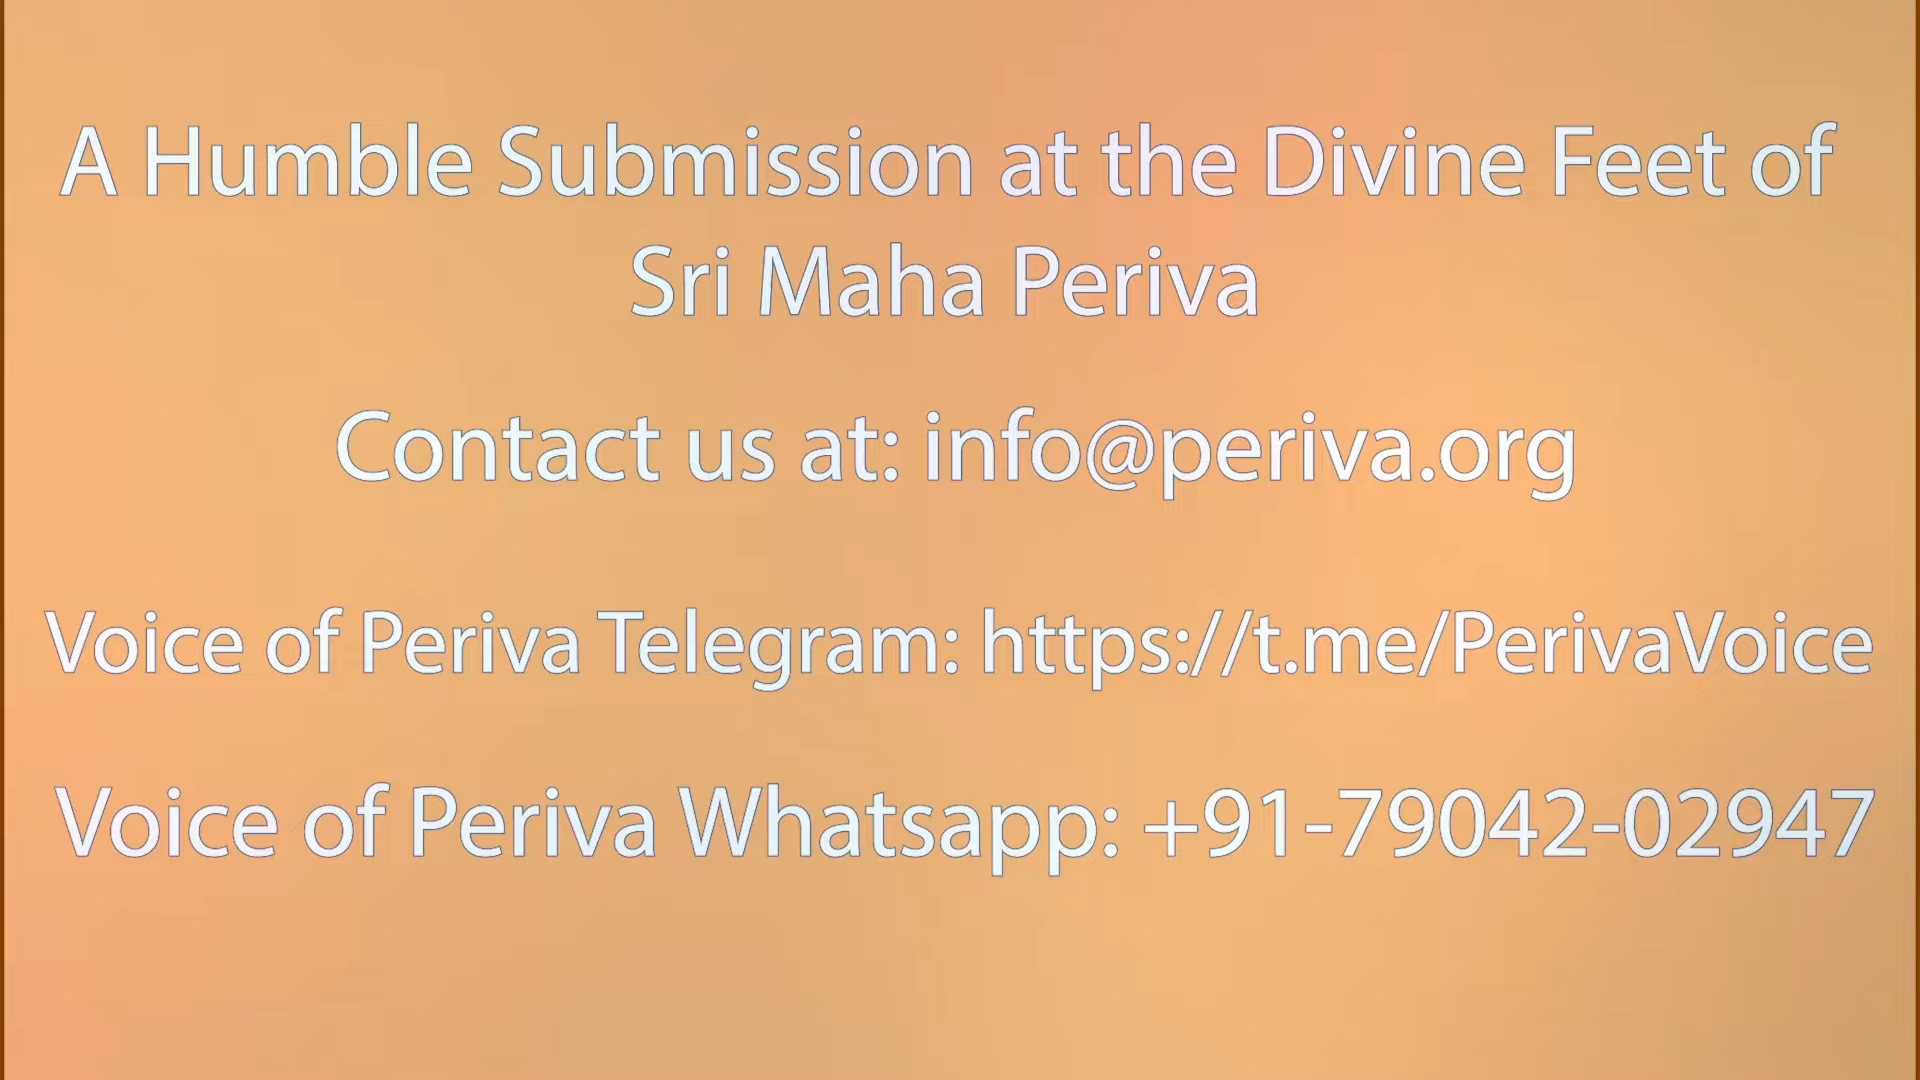 A Humble Submission at the Divine Feet of
Sri Maha Periva
Contact us at: info@periva.org
Voice of Periva Telegram: https://t.me/PerivaVoice
Voice of Periva Whatsapp: +91-79042-02947